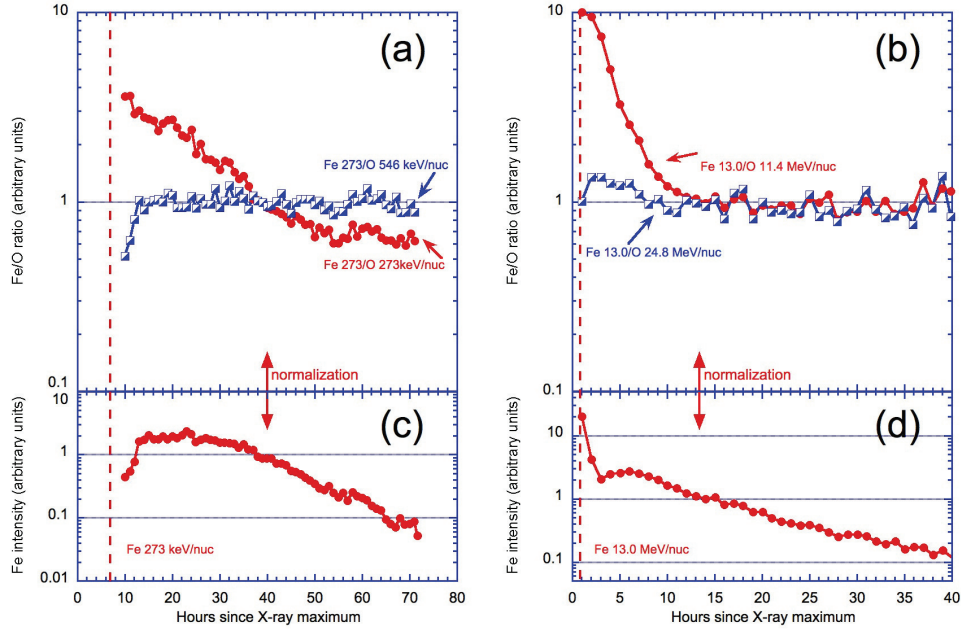 (a)
(b)
10
1
0.1
Fe/O ratio (arbitrary units)
Fe 273/O 546 keV/nuc
Fe 273/O 273keV/nuc
normalization
10
1
0.1
Fe/O ratio (arbitrary units)
Fe 13.0/O 11.4 MeV/nuc
Fe 13.0/O 24.8 MeV/nuc
normalization
(c)
10
1
0.1
0.01
Fe intensity (arbitrary units)
Fe 273 keV/nuc
0 10 20 30 40 50 60 70 80
Hours since X-ray maximum
(d)
10
1
0.1
Fe intensity (arbitrary units)
Fe 13.0 MeV/nuc
0 5 10 15 20 25 30 35 40
Hours since X-ray maximum